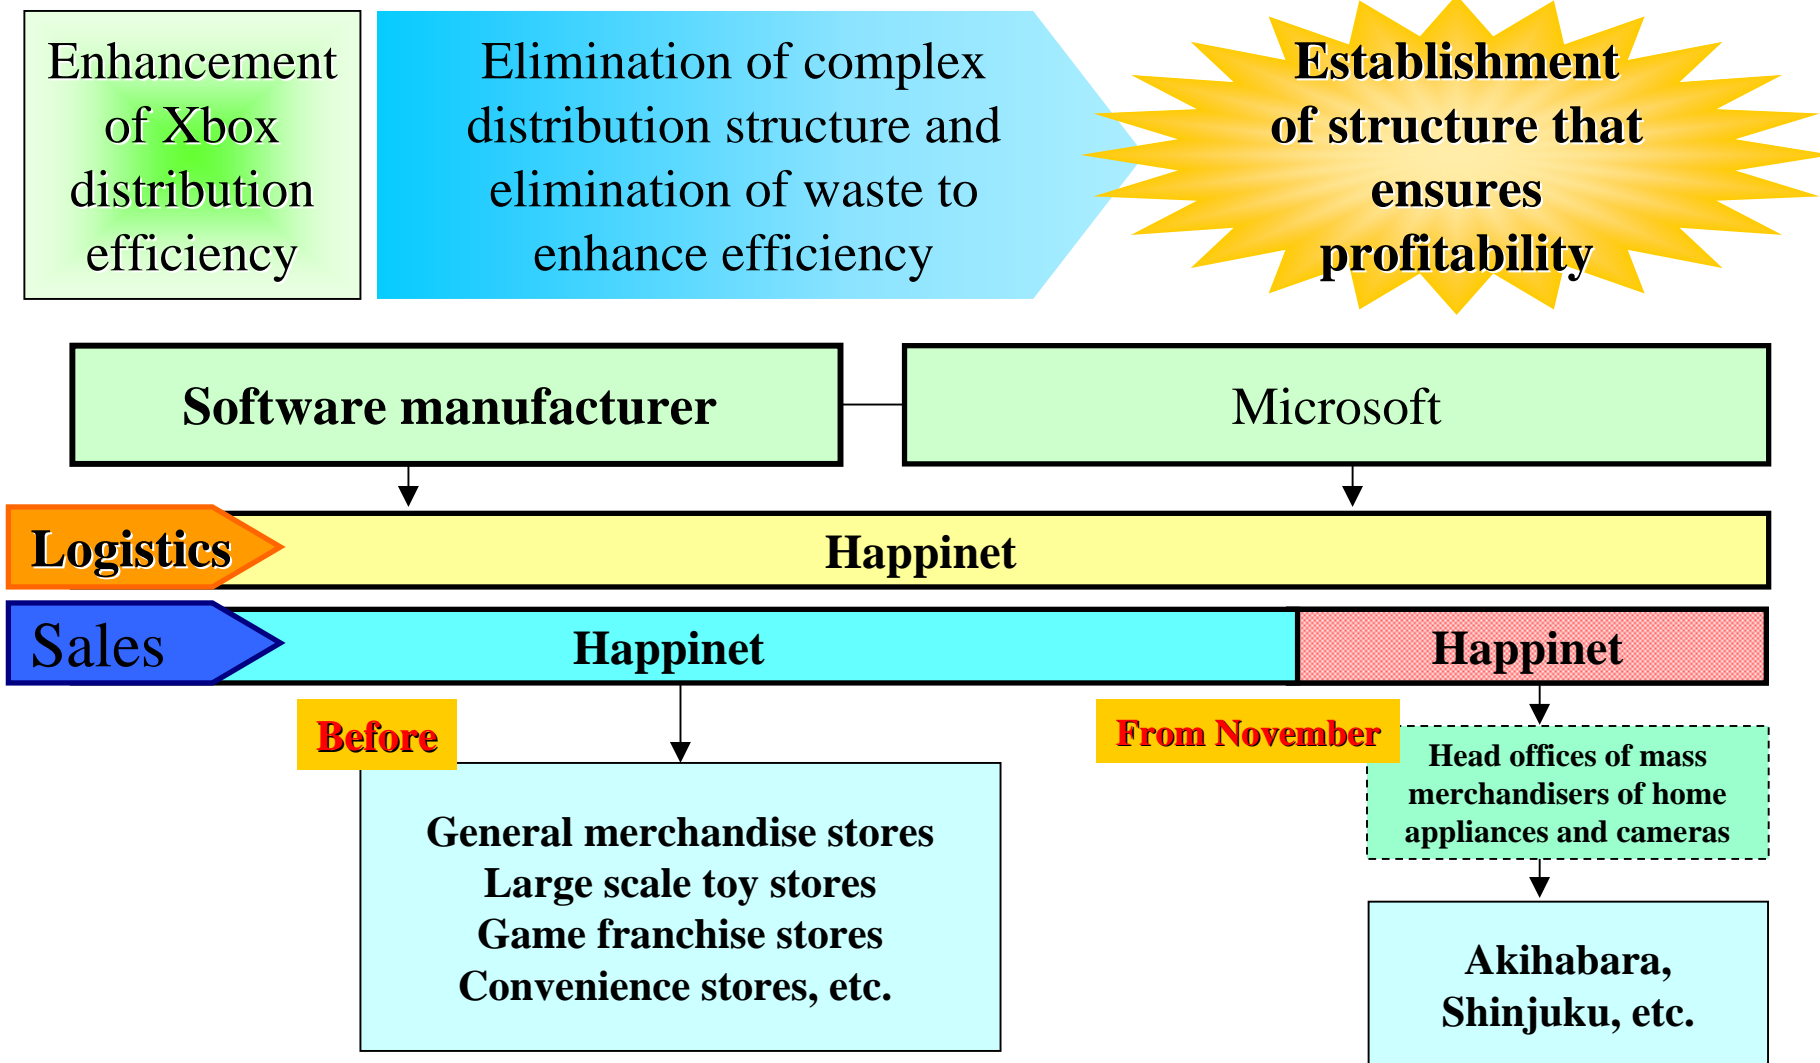 Enhancement
of Xbox
distribution
efficiency
Elimination of complex
distribution structure and
elimination of waste to
enhance efficiency
Establishment
of structure that
ensures
profitability
Software manufacturer
Microsoft
Logistics
Happinet
Sales
Happinet
Happinet
Before
General merchandise stores
Large scale toy stores
Game franchise stores
Convenience stores, etc.
From November
Head offices of mass
merchandisers of home
appliances and cameras
Akihabara,
Shinjuku, etc.